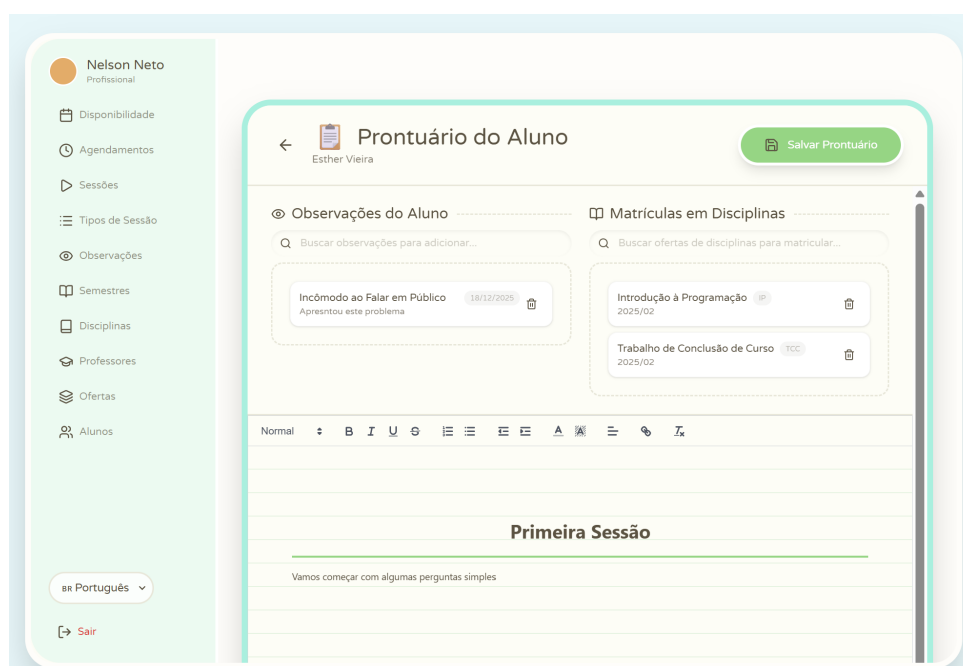 Nelson Neto
Profissional
Disponibilidade
Agendamentos
Sessões
Tipos de Sessão
Observações
Semestres
Disciplinas
Professores
Ofertas
Alunos
BR Português
Sair
Prontuário do Aluno
Esther Vieira
Salvar Prontuário
Observações do Aluno
Buscar observações para adicionar...
Incômodo ao Falar em Público 18/12/2025
Apresntou este problema
Matrículas em Disciplinas
Buscar ofertas de disciplinas para matricular...
Introdução à Programação IP
2025/02
Trabalho de Conclusão de Curso TCC
2025/02
Normal
Primeira Sessão
Vamos começar com algumas perguntas simples